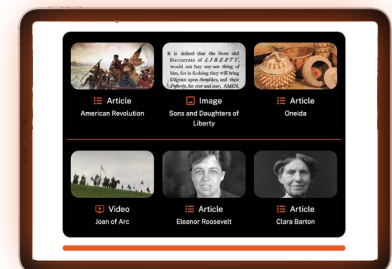 It is desired that the Sons and
Daughters of LIBERTY,
would not buy any one thing of
him, for in so doing they will bring
Disgrace upon themselves, and their
Posterity, for ever and ever, AMEN.
Article
American Revolution
Image
Sons and Daughters of
Liberty
Article
Oneida
Video
Joan of Arc
Article
Eleanor Roosevelt
Article
Clara Barton